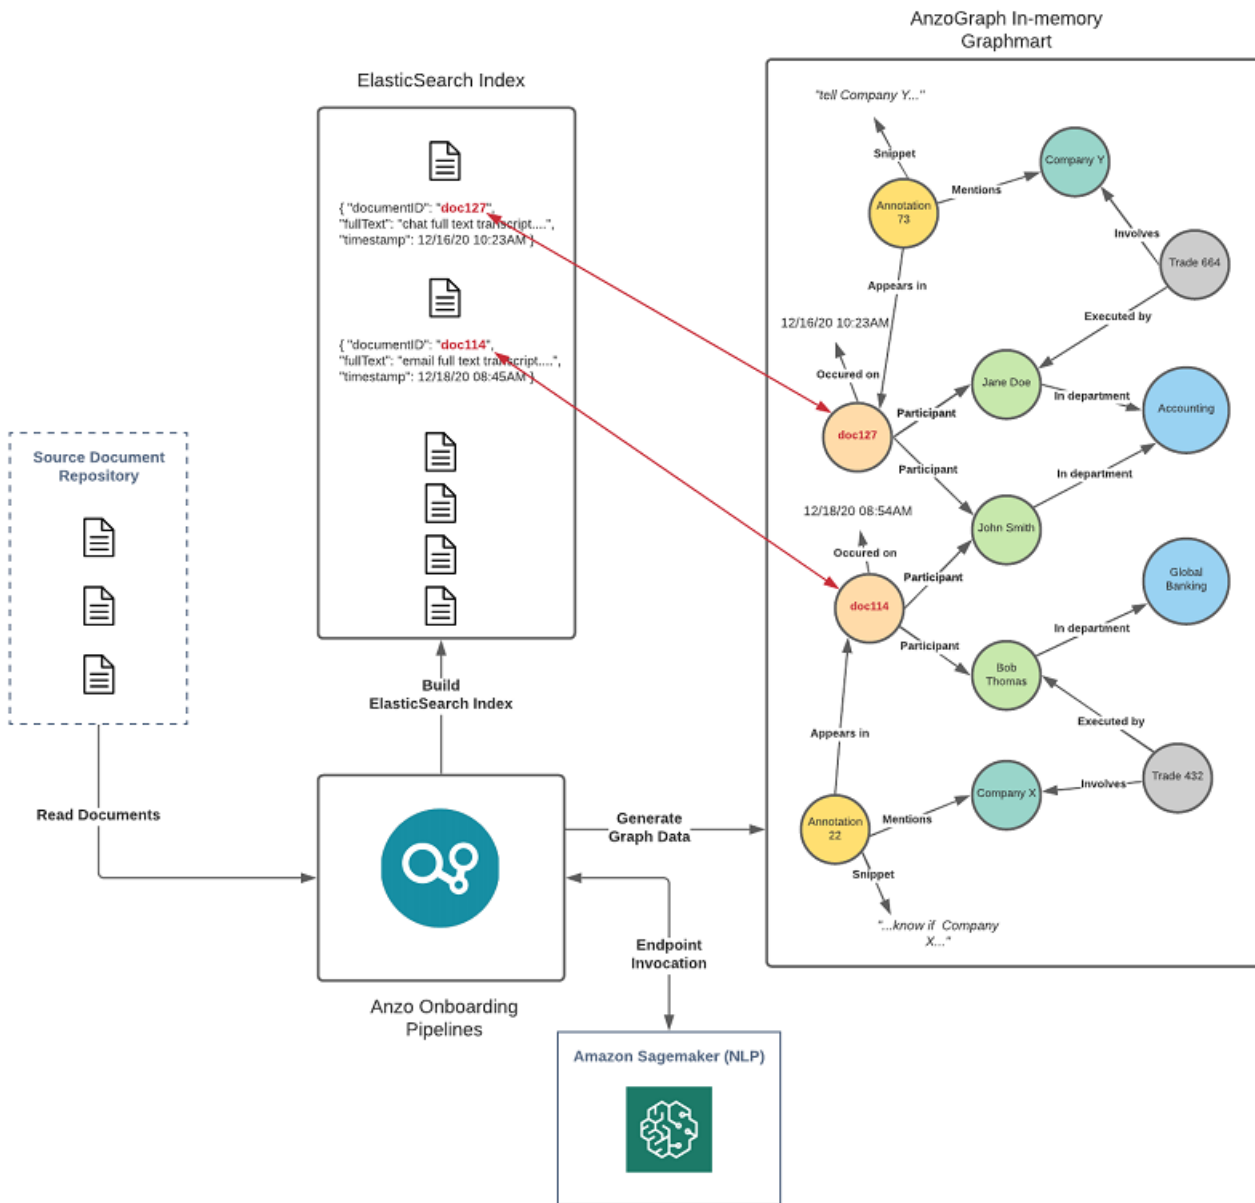 AnzoGraph In-memory
Graphmart
ElasticSearch Index
{ "documentID": "doc127",
"fullText": "chat full text transcript....",
"timestamp": 12/16/20 10:23AM }
{ "documentID": "doc114",
"fullText": "email full text transcript....",
"timestamp": 12/18/20 08:45AM }
Source Document
Repository
Read Documents
Build
ElasticSearch Index
Generate
Graph Data
Endpoint
Invocation
Anzo Onboarding
Pipelines
Amazon Sagemaker (NLP)
"tell Company Y..."
Snippet
Annotation
73
Mentions
Company Y
Involves
Trade 664
Appears in
Executed by
12/16/20 10:23AM
Occured on
doc127
Participant
Jane Doe
In department
Accounting
Participant
In department
John Smith
12/18/20 08:54AM
Occured on
doc114
Participant
Participant
Bob
Thomas
In department
Global
Banking
Executed by
Trade 432
Appears in
Involves
Company X
Mentions
Annotation
22
Snippet
"...know if Company
X..."